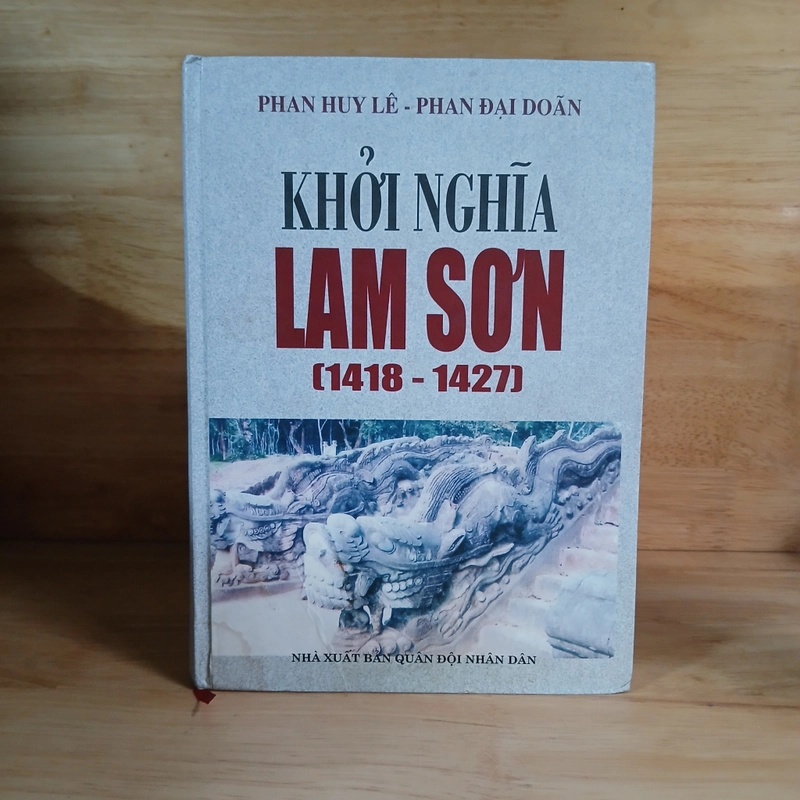 PHAN HUY LÊ - PHAN ĐẠI DOÃN
KHỞI NGHĨA
LAM SƠN
(1418 - 1427)
NHÀ XUẤT BẢN QUÂN ĐỘI NHÂN DÂN